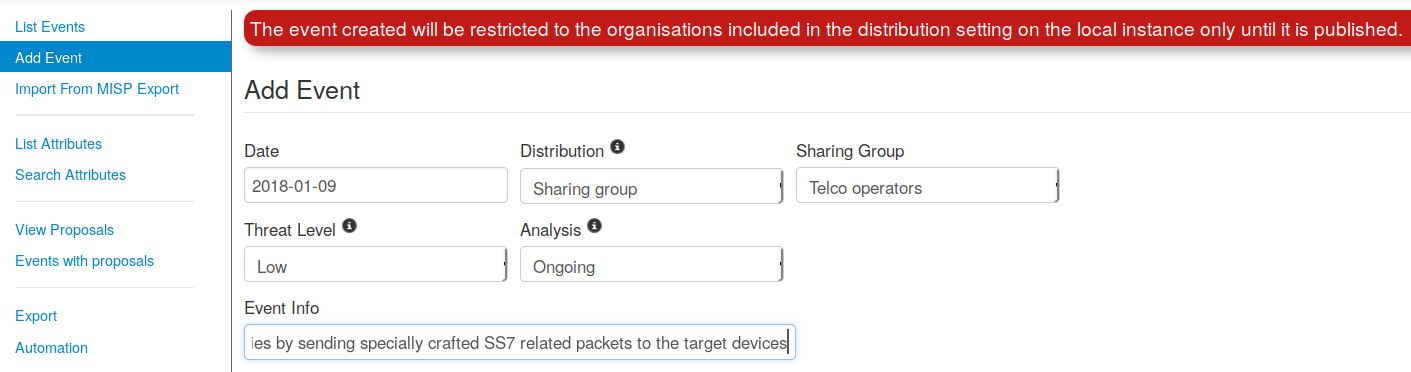 List Events
Add Event
Import From MISP Export
List Attributes
Search Attributes
View Proposals
Events with proposals
Export
Automation
The event created will be restricted to the organisations included in the distribution setting on the local instance only until it is published.
Add Event
Date
Distribution
Sharing Group
2018-01-09
Sharing group
Telco operators
Threat Level
Analysis
Low
Ongoing
Event Info
ies by sending specially crafted SS7 related packets to the target devices